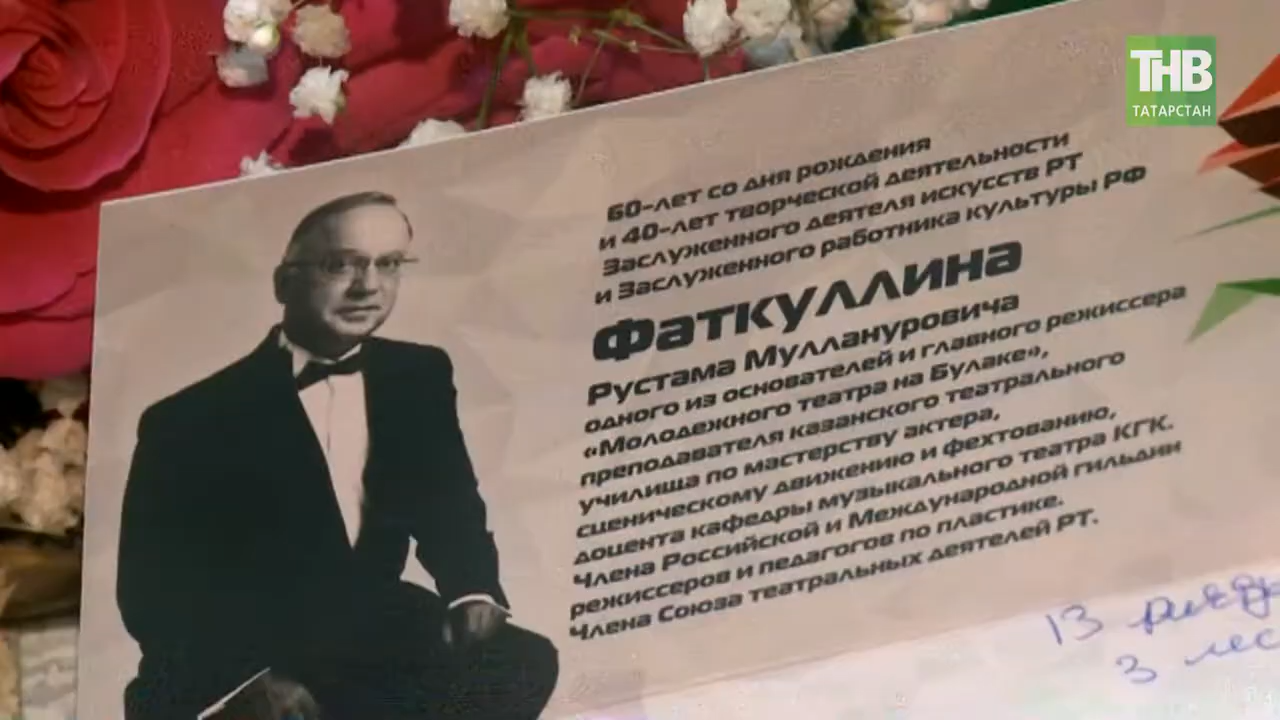 ТНВ
ТАТАРСТАН
60-лет со дня рождения
и 40-лет творческой деятельности
Заслуженного деятеля искусств РТ
и Заслуженного работника культуры РФ
Фаткуллина
Рустама Муллануровича
одного из основателей и главного режиссера
«Молодежного театра на Булаке»,
преподавателя казанского театрального
училища по мастерству актера,
сценическому движению и фехтованию,
доцента кафедры музыкального театра КГК.
Члена Российской и Международной гильдии
режиссеров и педагогов по пластике.
Члена Союза театральных деятелей РТ.
13
3